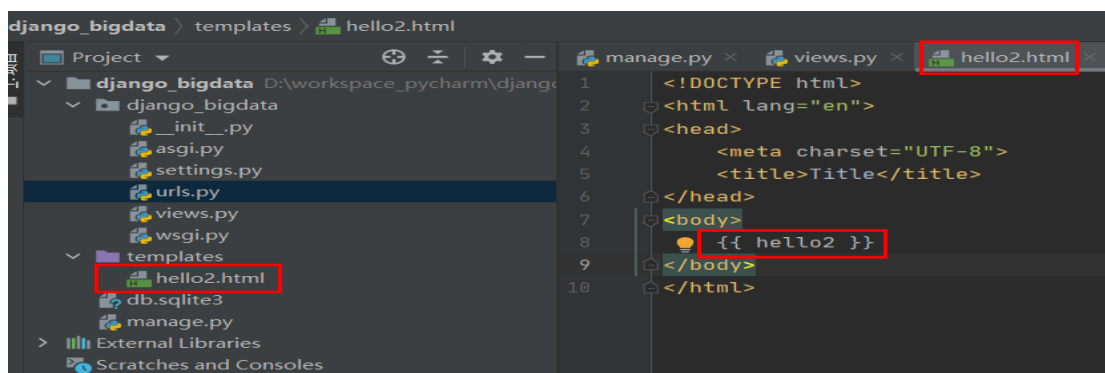 django_bigdata 〉 templates 〉 hello2.html
Project
django_bigdata D:\workspace_pycharm\django
django_bigdata
__init__.py
asgi.py
settings.py
urls.py
views.py
wsgi.py
templates
hello2.html
db.sqlite3
manage.py
External Libraries
Scratches and Consoles
manage.py × views.py × hello2.html ×
1 <!DOCTYPE html>
2 <html lang="en">
3 <head>
4 <meta charset="UTF-8">
5 <title>Title</title>
6 </head>
7 <body>
8 {{ hello2 }}
9 </body>
10 </html>